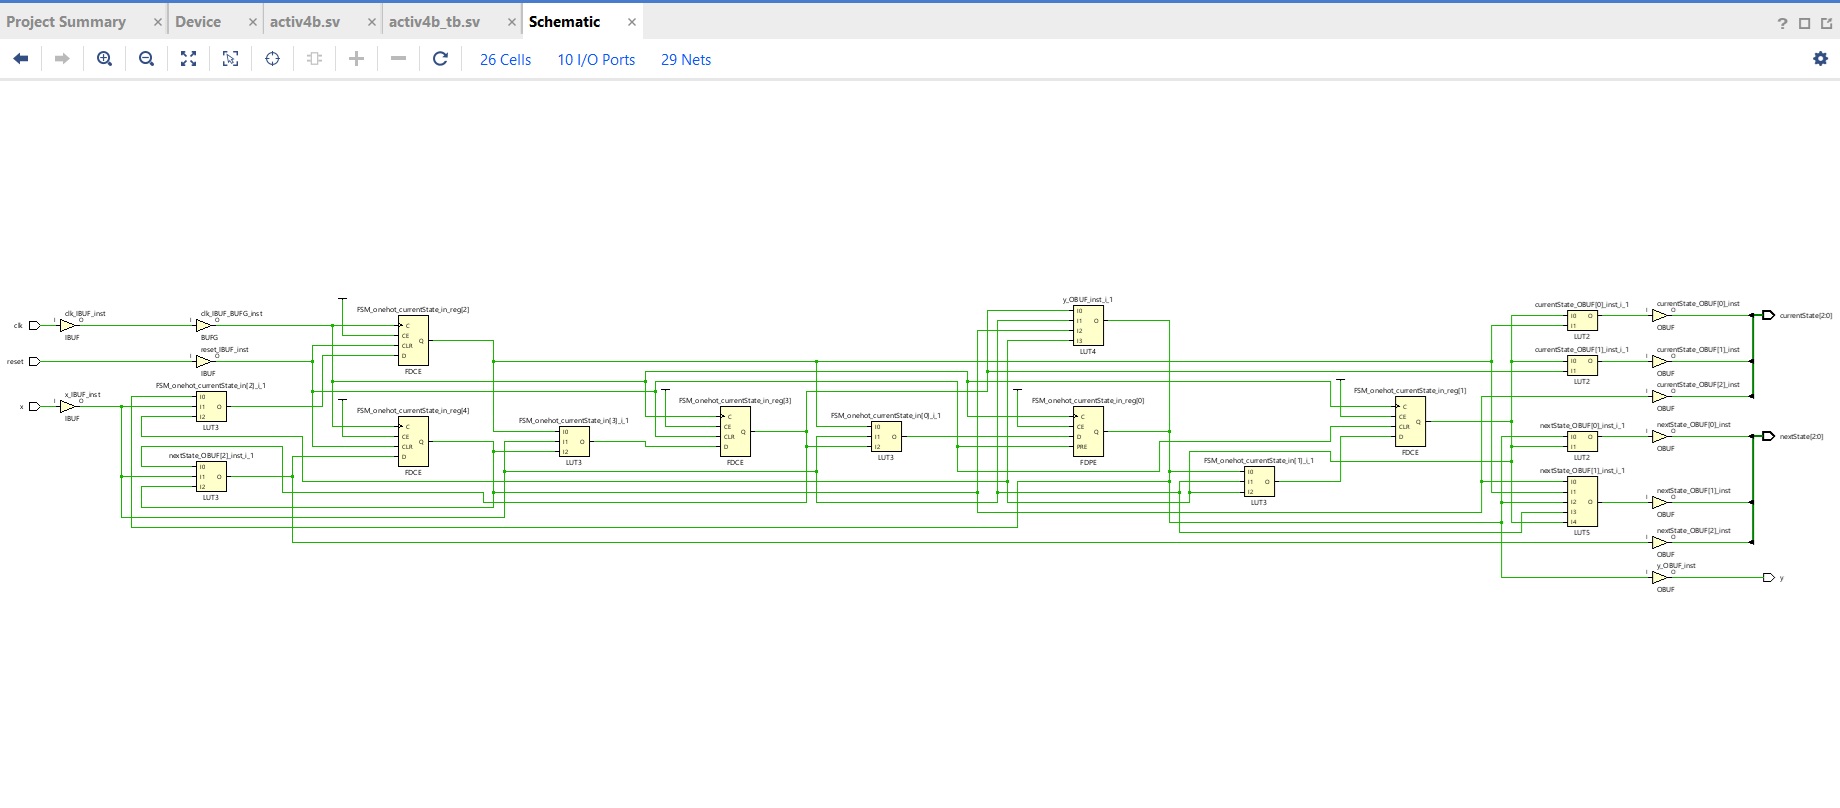 Project Summary × Device × activ4b.sv × activ4b_tb.sv × Schematic ×
?
26 Cells 10 I/O Ports 29 Nets
clk
clk_IBUF_inst
I O
IBUF
clk_IBUF_BUFG_inst
I O
BUFG
reset
reset_IBUF_inst
I O
IBUF
x
x_IBUF_inst
I O
IBUF
FSM_onehot_currentState_in[2]_i_1
I0
I1 O
I2
LUT3
nextState_OBUF[2]_inst_i_1
I0
I1 O
I2
LUT3
FSM_onehot_currentState_in_reg[2]
C
CE
CLR Q
D
FDCE
FSM_onehot_currentState_in_reg[4]
C
CE
CLR Q
D
FDCE
FSM_onehot_currentState_in[3]_i_1
I0
I1 O
I2
LUT3
FSM_onehot_currentState_in_reg[3]
C
CE
CLR Q
D
FDCE
FSM_onehot_currentState_in[0]_i_1
I0
I1 O
I2
LUT3
y_OBUF_inst_i_1
I0
I1 O
I2
I3
LUT4
FSM_onehot_currentState_in_reg[0]
C
CE
D Q
PRE
FDPE
FSM_onehot_currentState_in[1]_i_1
I0
I1 O
I2
LUT3
FSM_onehot_currentState_in_reg[1]
C
CE
CLR Q
D
FDCE
currentState_OBUF[0]_inst_i_1
I0 O
I1
LUT2
currentState_OBUF[1]_inst_i_1
I0 O
I1
LUT2
nextState_OBUF[0]_inst_i_1
I0 O
I1
LUT2
nextState_OBUF[1]_inst_i_1
I0
I1
I2 O
I3
I4
LUT5
currentState_OBUF[0]_inst
I O
OBUF
currentState_OBUF[1]_inst
I O
OBUF
currentState_OBUF[2]_inst
I O
OBUF
nextState_OBUF[0]_inst
I O
OBUF
nextState_OBUF[1]_inst
I O
OBUF
nextState_OBUF[2]_inst
I O
OBUF
y_OBUF_inst
I O
OBUF
currentState[2:0]
nextState[2:0]
y